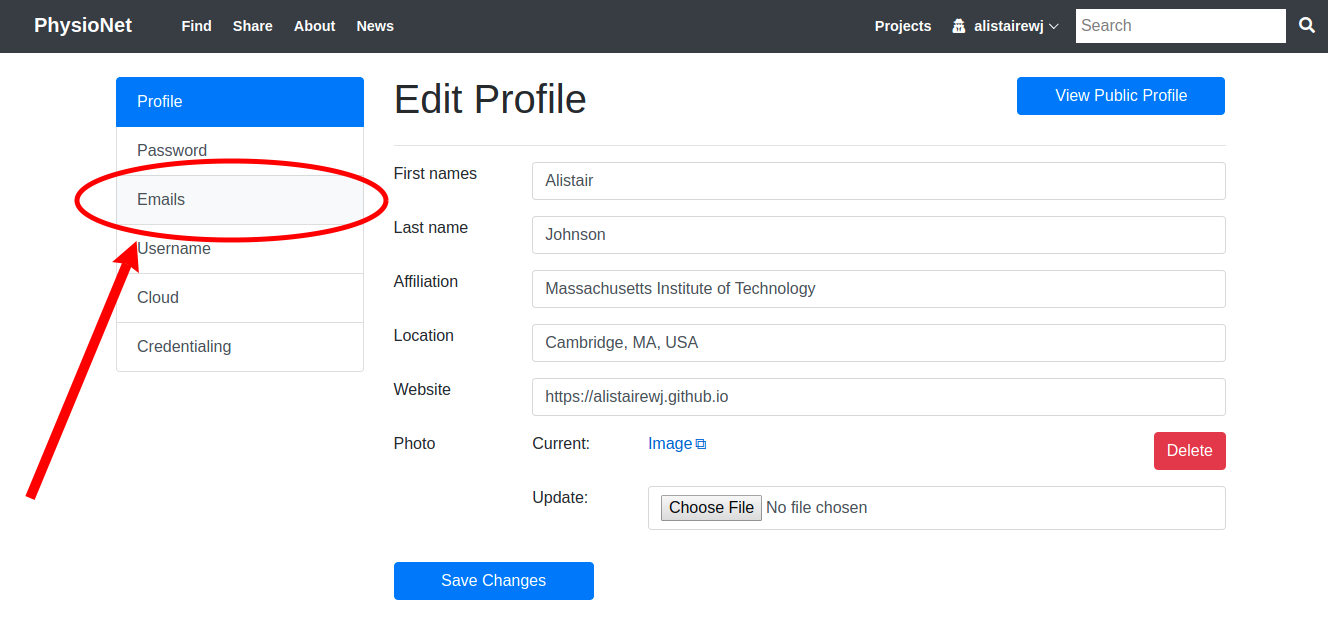 PhysioNet Find Share About News Projects alistairewj Search
Profile
Password
Emails
Username
Cloud
Credentialing
Edit Profile
View Public Profile
First names Alistair
Last name Johnson
Affiliation Massachusetts Institute of Technology
Location Cambridge, MA, USA
Website https://alistairewj.github.io
Photo Current: Image Delete
Update: Choose File No file chosen
Save Changes